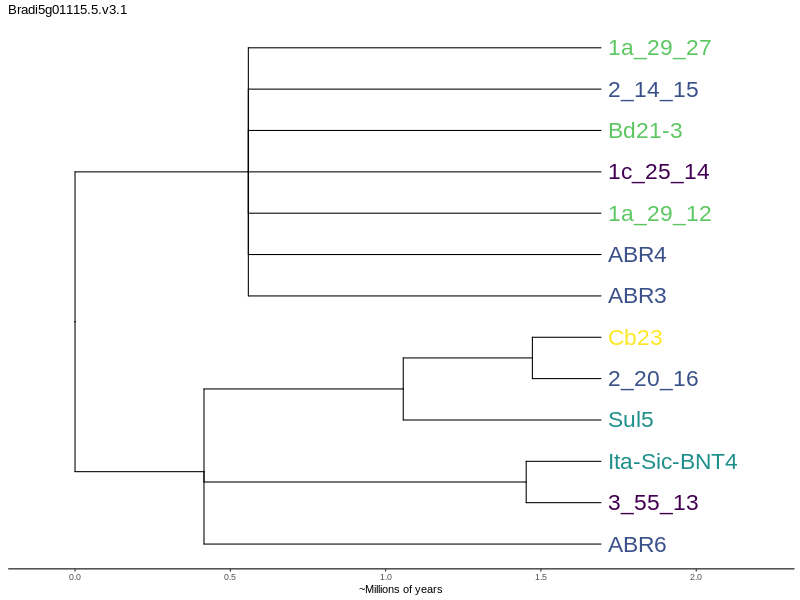 Bradi5g01115.5.v3.1
1a_29_27
2_14_15
Bd21-3
1c_25_14
1a_29_12
ABR4
ABR3
Cb23
2_20_16
Sul5
Ita-Sic-BNT4
3_55_13
ABR6
0.0 0.5 1.0 1.5 2.0
~Millions of years